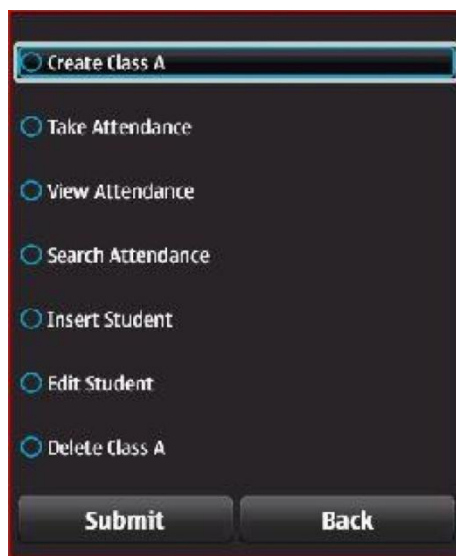 Create Class A
Take Attendance
View Attendance
Search Attendance
Insert Student
Edit Student
Delete Class A
Submit Back